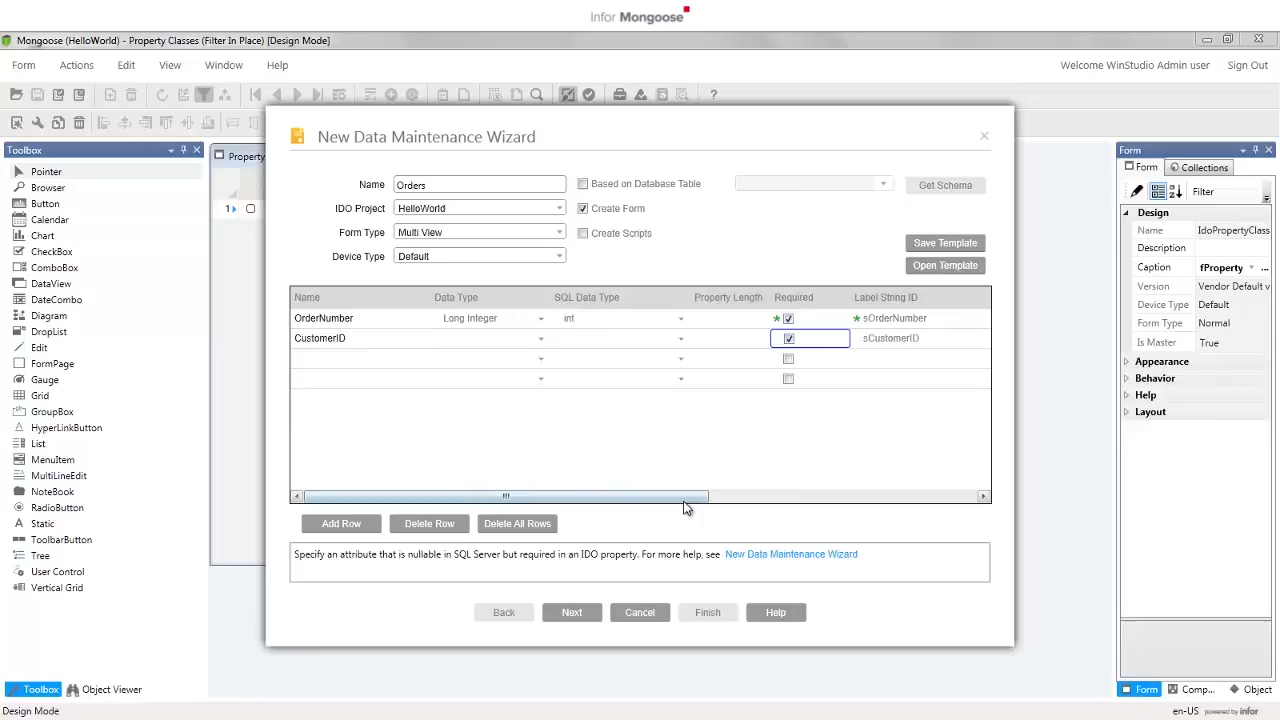 Infor Mongoose
Mongoose (HelloWorld) - Property Classes (Filter In Place) [Design Mode]
Form Actions Edit View Window Help Welcome WinStudio Admin user Sign Out
Toolbox
Pointer
Browser
Button
Calendar
Chart
CheckBox
ComboBox
DataView
DateCombo
Diagram
DropList
Edit
FormPage
Gauge
Grid
GroupBox
HyperLinkButton
List
MenuItem
MultiLineEdit
NoteBook
RadioButton
Static
ToolbarButton
Tree
User Control
Vertical Grid
Toolbox Object Viewer
Design Mode
Property
1
New Data Maintenance Wizard
Name Orders Based on Database Table Get Schema
IDO Project HelloWorld Create Form
Form Type Multi View Create Scripts
Save Template
Device Type Default
Open Template
Name Data Type SQL Data Type Property Length Required Label String ID
OrderNumber Long Integer int * * sOrderNumber
CustomerID sCustomerID
Add Row Delete Row Delete All Rows
Specify an attribute that is nullable in SQL Server but required in an IDO property. For more help, see New Data Maintenance Wizard
Back Next Cancel Finish Help
Form
Form Collections
Filter
Design
Name IdoPropertyClass
Description
Caption fProperty ...
Version Vendor Default v
Device Type Default
Form Type Normal
Is Master True
Appearance
Behavior
Help
Layout
Form Comp... Object
en-US powered by infor